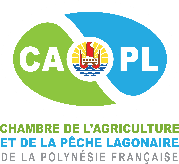 CA PL
CHAMBRE DE L'AGRICULTURE
ET DE LA PÊCHE LAGONAIRE
DE LA POLYNÉSIE FRANÇAISE